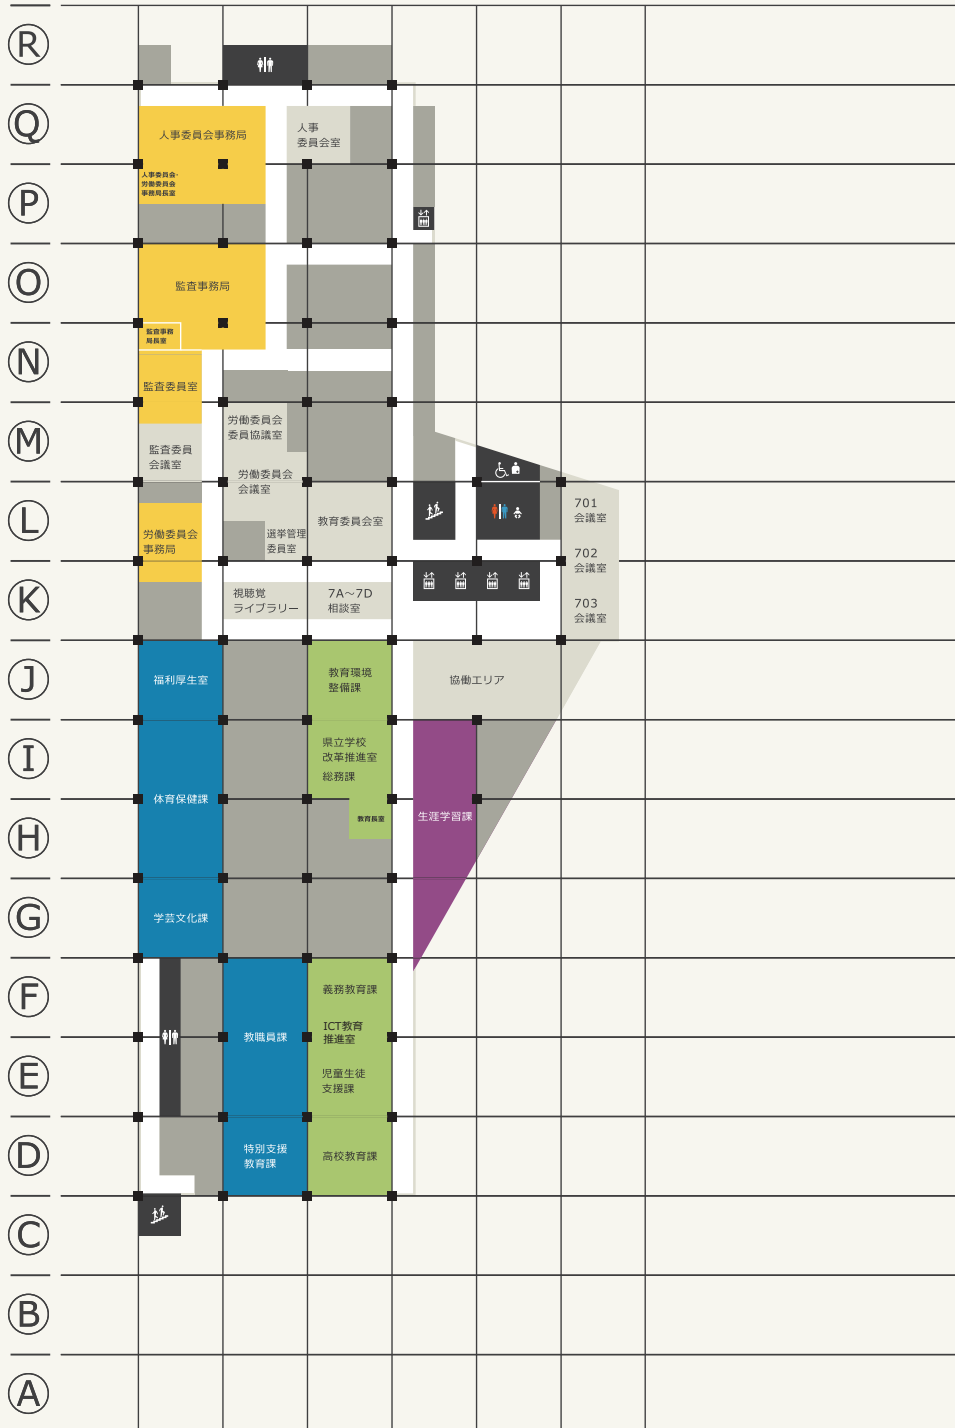 R
Q
人事委員会事務局
人事
委員会室
人事委員会・
労働委員会
事務局長室
P
O
監査事務局
監査事務
局長室
N
監査委員室
M
労働委員会
委員協議室
監査委員
会議室
労働委員会
会議室
L
701
会議室
教育委員会室
労働委員会
事務局
選挙管理
委員室
702
会議室
K
視聴覚
ライブラリー
7A～7D
相談室
703
会議室
J
福利厚生室
教育環境
整備課
協働エリア
I
県立学校
改革推進室
総務課
体育保健課
H
教育長室
生涯学習課
G
学芸文化課
F
義務教育課
ICT教育
推進室
教職員課
E
児童生徒
支援課
D
特別支援
教育課
高校教育課
C
B
A